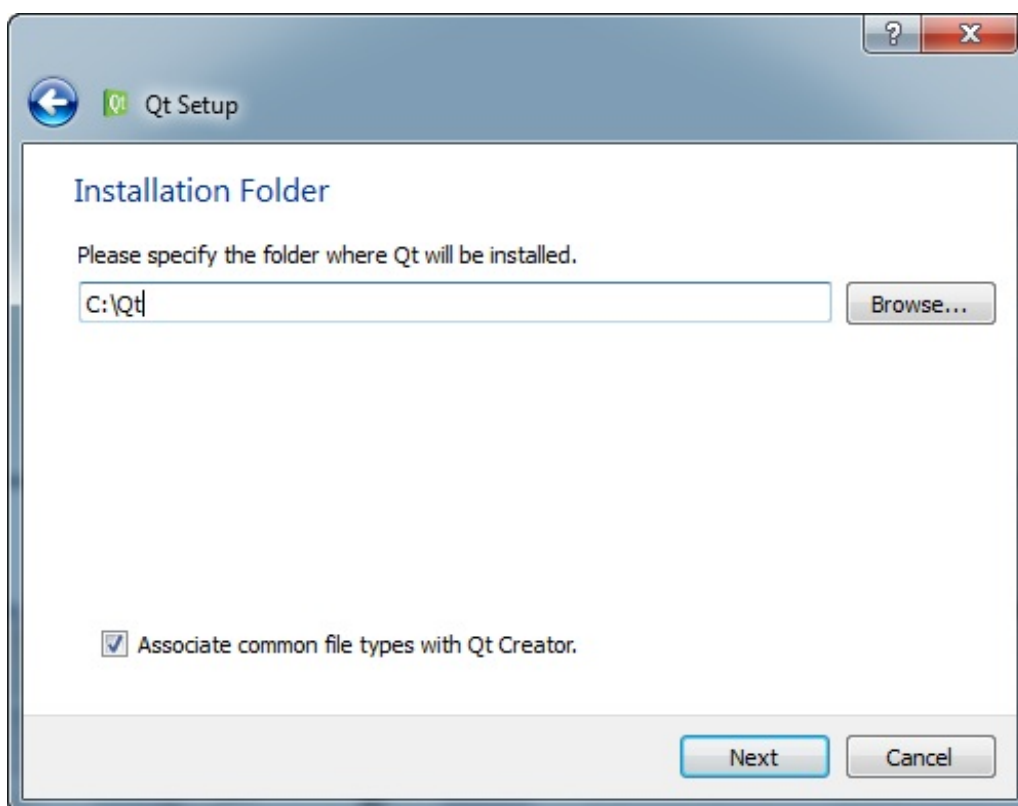 ?
X
Qt Qt Setup
Installation Folder
Please specify the folder where Qt will be installed.
C:\Qt
Browse...
Associate common file types with Qt Creator.
Next
Cancel